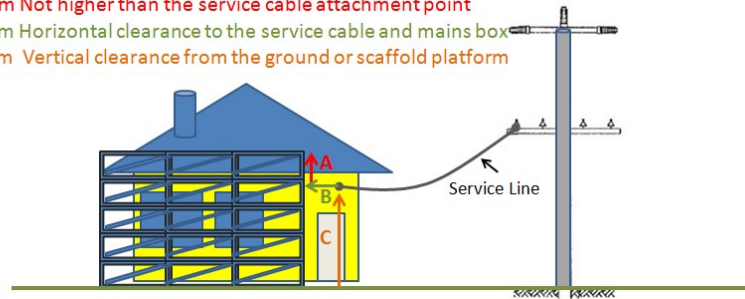 m Not higher than the service cable attachment point
m Horizontal clearance to the service cable and mains box
m Vertical clearance from the ground or scaffold platform
A
B
Service Line
C